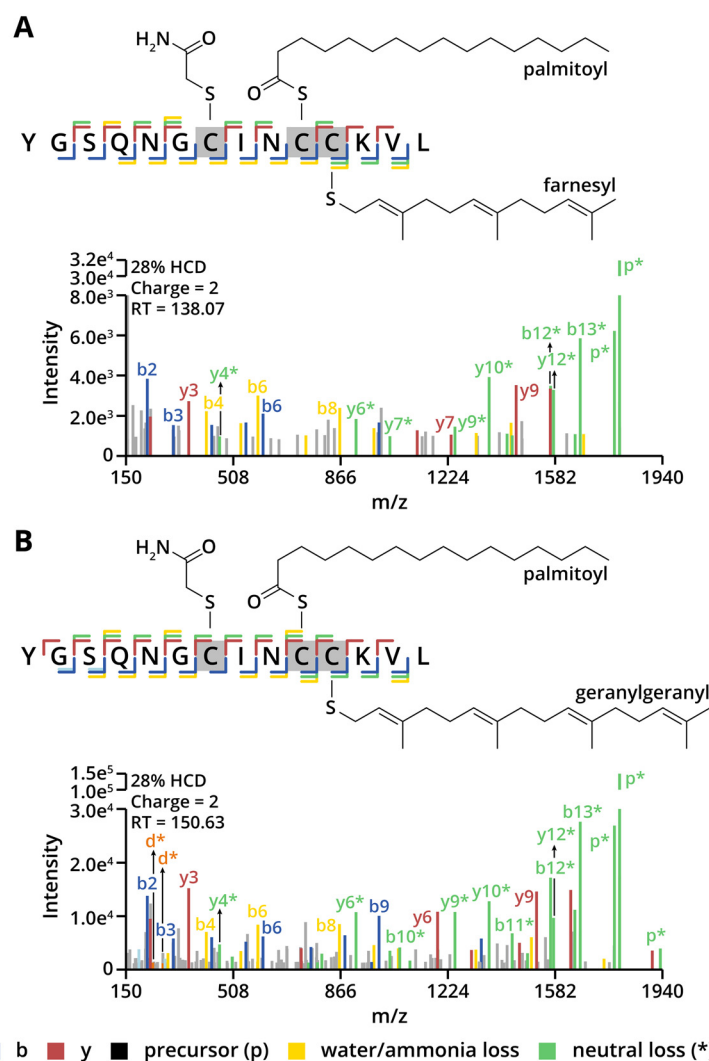 A
H₂N
O
S
O
S
palmitoyl
Y G S Q N G C I N C C K V L
S
farnesyl
3.2e⁴
3.0e⁴
8.0e³
6.0e³
4.0e³
2.0e³
0
Intensity
28% HCD
Charge = 2
RT = 138.07
b2
b3
y3
b4
y4*
b6
b6
b8
y6*
y7*
y7
y9*
y10*
y9
b12*
y12*
b13*
p*
p*
150 508 866 1224 1582 1940
m/z
B
H₂N
O
S
O
S
palmitoyl
Y G S Q N G C I N C C K V L
S
geranylgeranyl
1.5e⁵
1.0e⁵
3.0e⁴
2.0e⁴
1.0e⁴
0
Intensity
28% HCD
Charge = 2
RT = 150.63
d*
d*
b2
b3
y3
b4
y4*
b6
b6
b8
y6*
b9
b10*
y6
y9*
y10*
b11*
y9
y12*
b12*
b13*
p*
p*
p*
150 508 866 1224 1582 1940
m/z
b y precursor (p) water/ammonia loss neutral loss (*